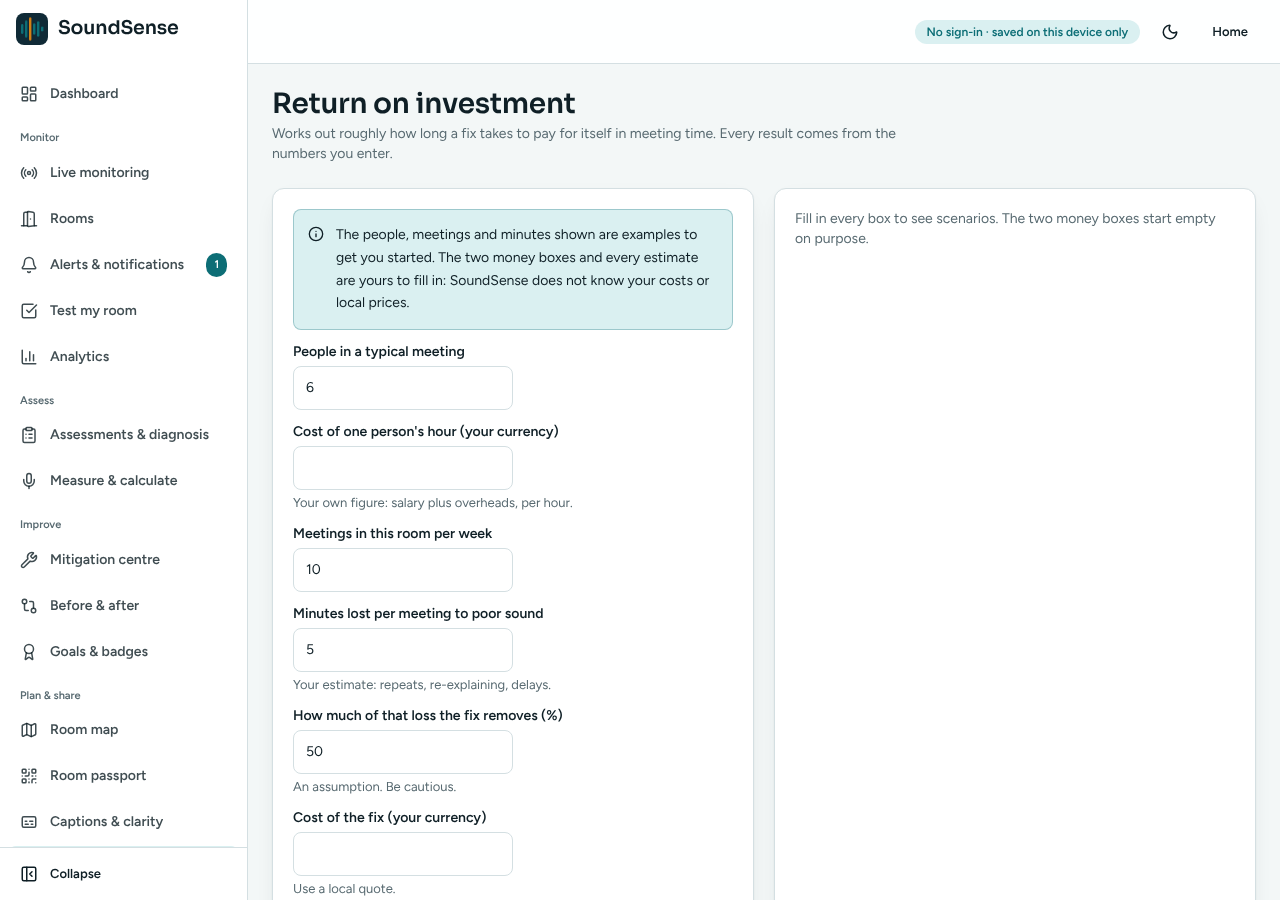 SoundSense
No sign-in · saved on this device only
Home
Dashboard
Monitor
Live monitoring
Rooms
Alerts & notifications
1
Test my room
Analytics
Assess
Assessments & diagnosis
Measure & calculate
Improve
Mitigation centre
Before & after
Goals & badges
Plan & share
Room map
Room passport
Captions & clarity
Collapse
Return on investment
Works out roughly how long a fix takes to pay for itself in meeting time. Every result comes from the
numbers you enter.
The people, meetings and minutes shown are examples to
get you started. The two money boxes and every estimate
are yours to fill in: SoundSense does not know your costs or
local prices.
People in a typical meeting
6
Cost of one person's hour (your currency)
Your own figure: salary plus overheads, per hour.
Meetings in this room per week
10
Minutes lost per meeting to poor sound
5
Your estimate: repeats, re-explaining, delays.
How much of that loss the fix removes (%)
50
An assumption. Be cautious.
Cost of the fix (your currency)
Use a local quote.
Fill in every box to see scenarios. The two money boxes start empty
on purpose.